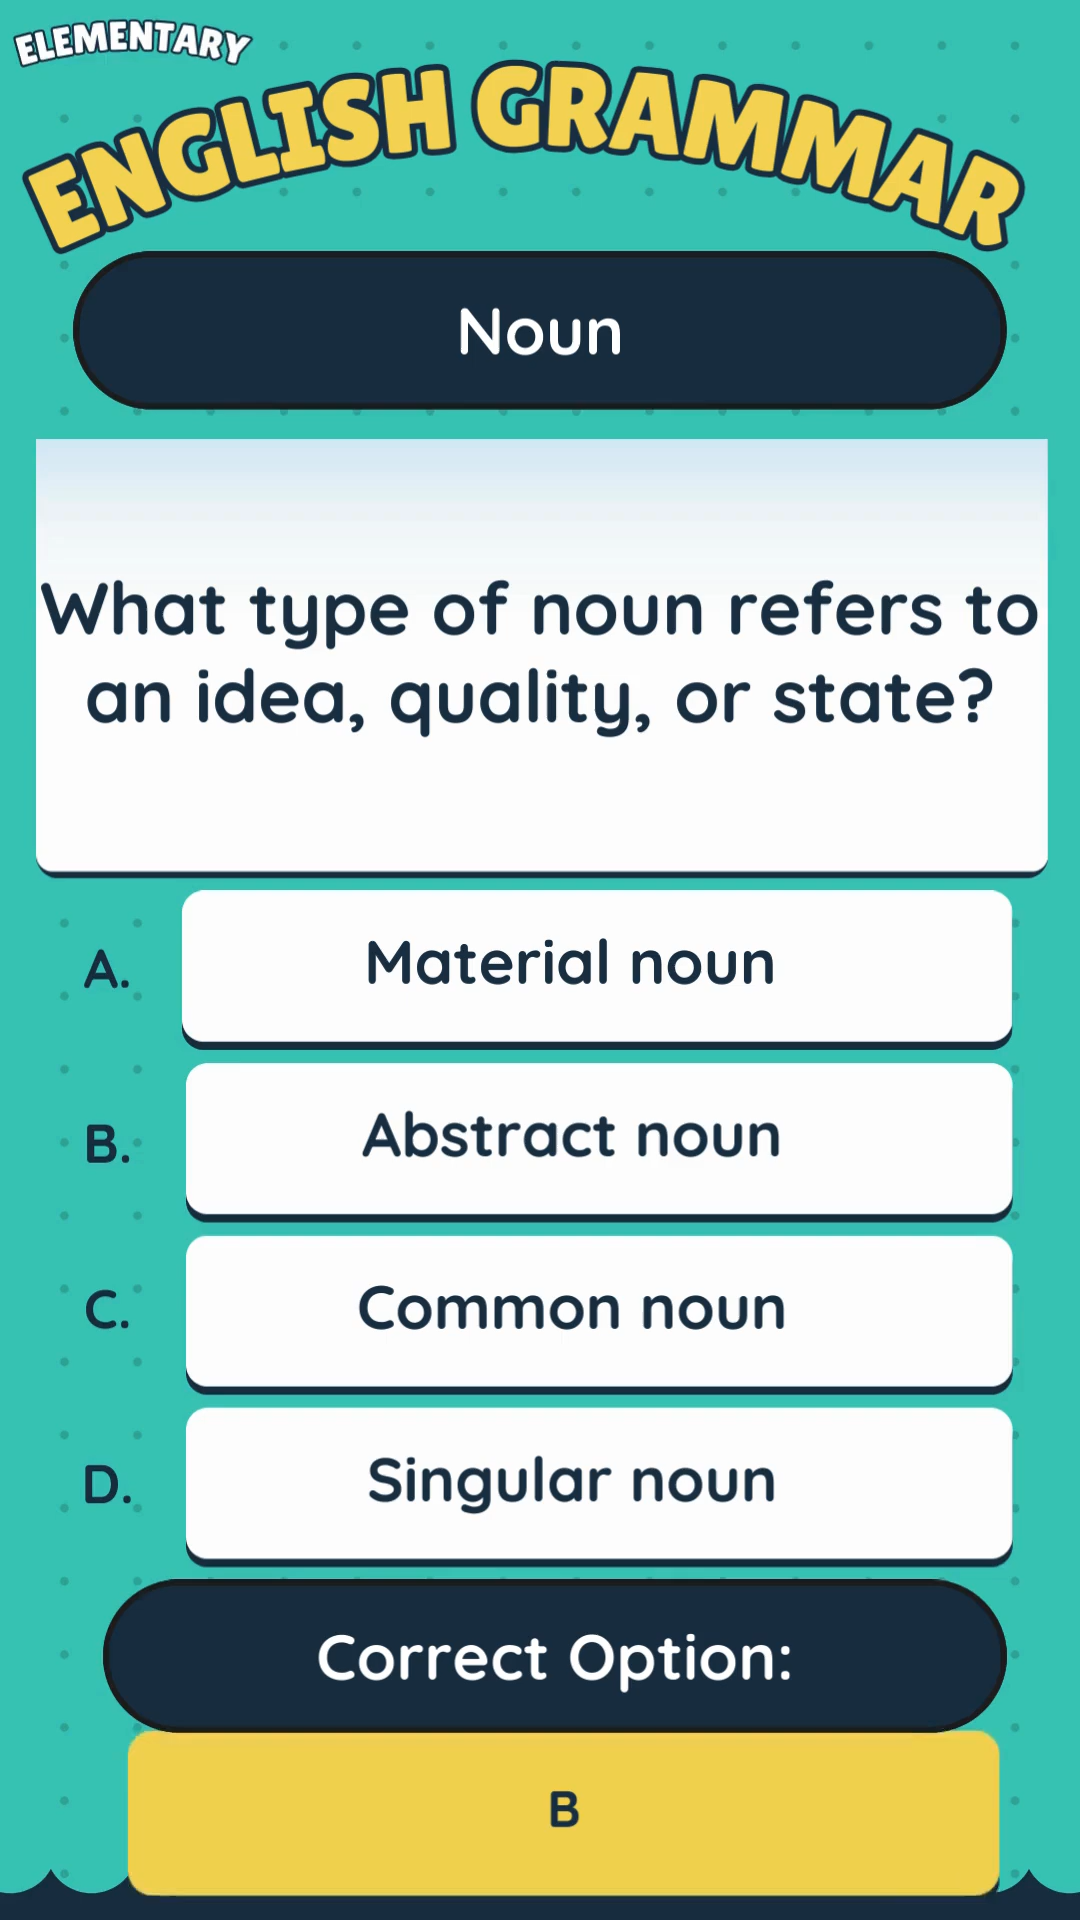 ELEMENTARY
ENGLISH GRAMMAR
Noun
What type of noun refers to
an idea, quality, or state?
A. Material noun
B. Abstract noun
C. Common noun
D. Singular noun
Correct Option:
B